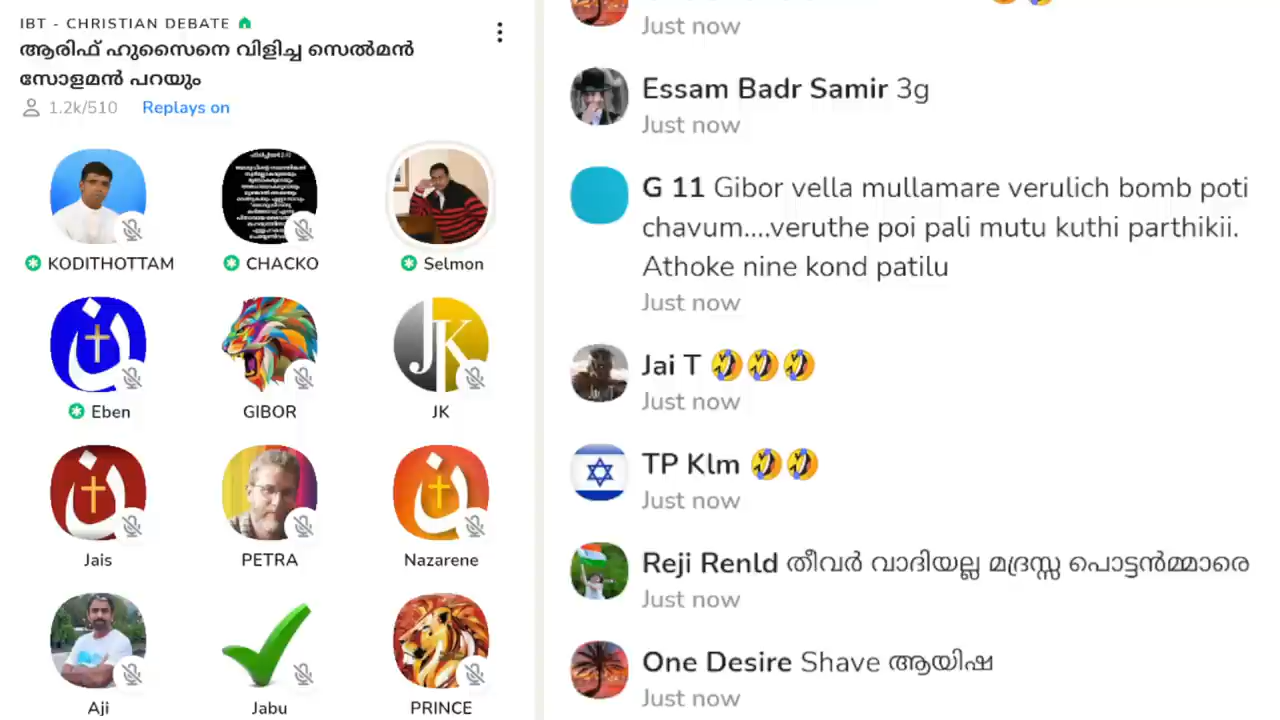 IBT - CHRISTIAN DEBATE
ആരിഫ് ഹുസൈനെ വിളിച്ച സെൽമൻ
സോളമൻ പറയും
1.2k/510 Replays on
KODITHOTTAM CHACKO Selmon
Eben GIBOR JK
JK
Jais PETRA Nazarene
Aji Jabu PRINCE
Just now
Essam Badr Samir 3g
Just now
G 11 Gibor vella mullamare verulich bomb poti
chavum....veruthe poi pali mutu kuthi parthikii.
Athoke nine kond patilu
Just now
Jai T 🤣🤣🤣
Just now
TP Klm 🤣🤣
Just now
Reji Renld തീവർ വാദിയല്ല മദ്രസ്സ പൊട്ടൻമ്മാരെ
Just now
One Desire Shave ആയിഷ
Just now